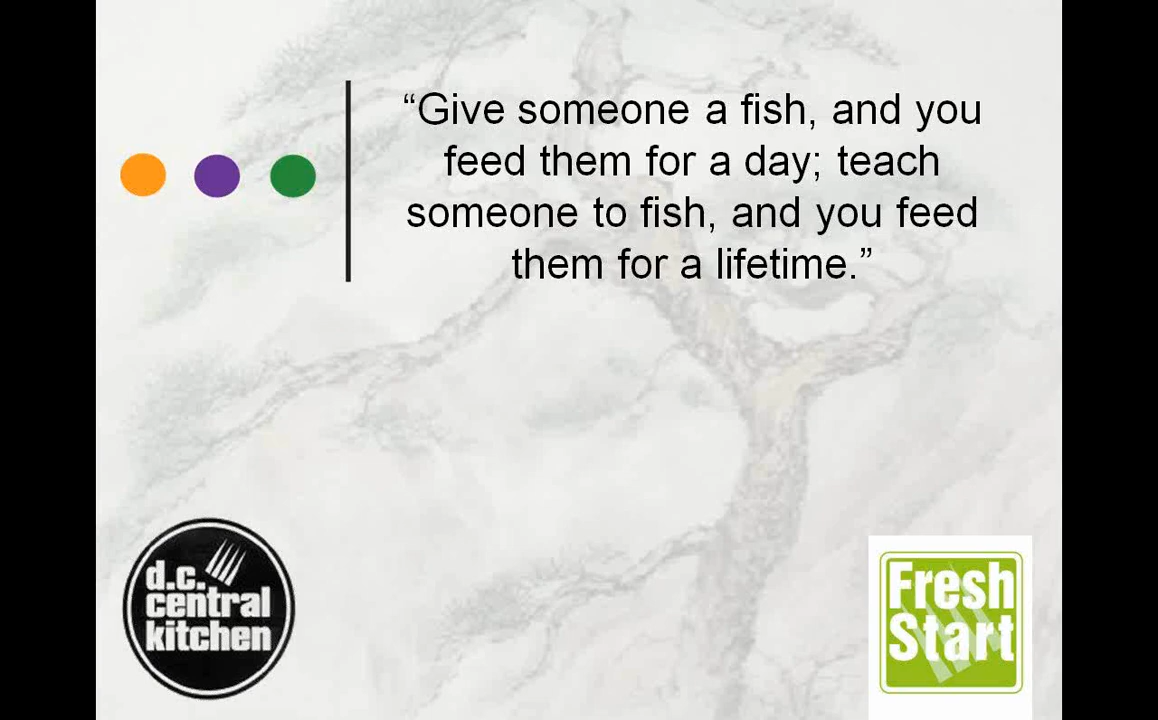 “Give someone a fish, and you
feed them for a day; teach
someone to fish, and you feed
them for a lifetime.”
d.c.
central
kitchen
Fresh
Start